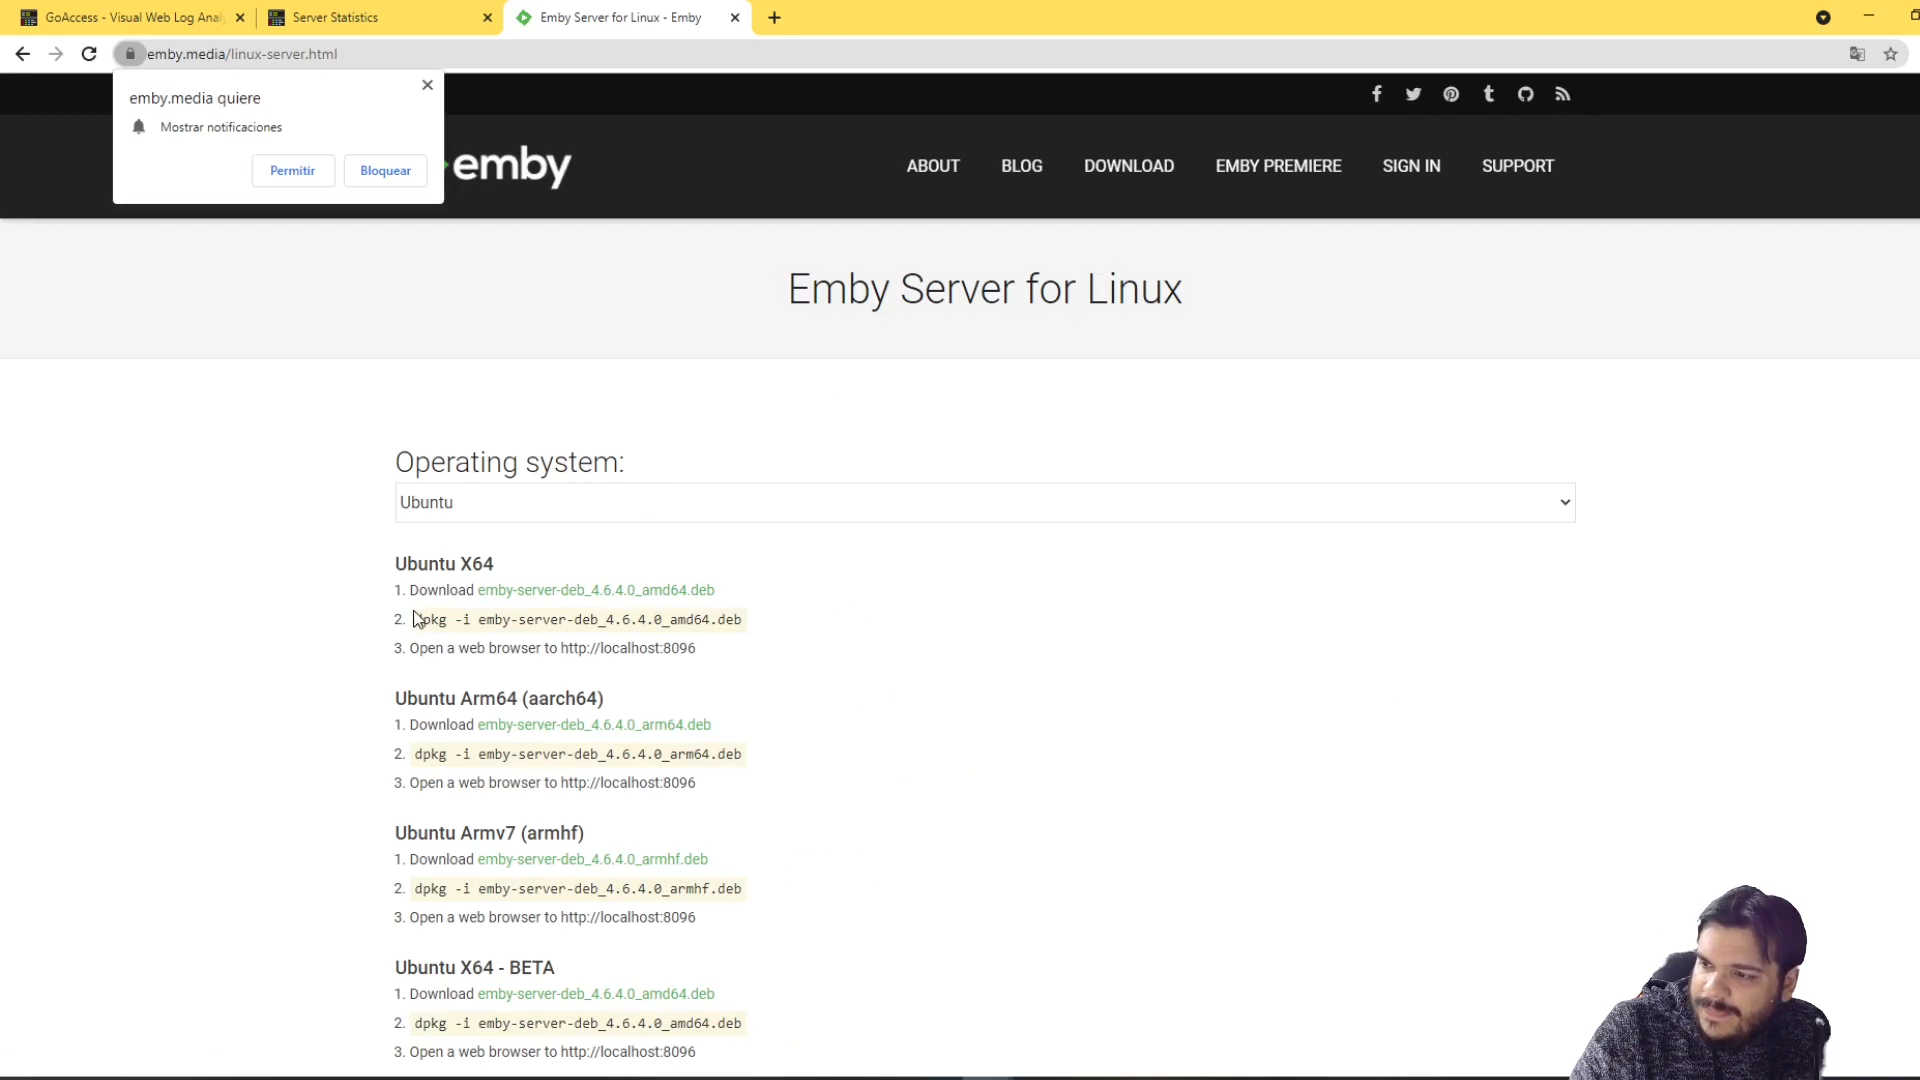 GoAccess - Visual Web Log Anal
Server Statistics
Emby Server for Linux - Emby
emby.media/linux-server.html
emby.media quiere
Mostrar notificaciones
Permitir
Bloquear
emby
ABOUT
BLOG
DOWNLOAD
EMBY PREMIERE
SIGN IN
SUPPORT
Emby Server for Linux
Operating system:
Ubuntu
Ubuntu X64
1. Download emby-server-deb_4.6.4.0_amd64.deb
2. dpkg -i emby-server-deb_4.6.4.0_amd64.deb
3. Open a web browser to http://localhost:8096
Ubuntu Arm64 (aarch64)
1. Download emby-server-deb_4.6.4.0_arm64.deb
2. dpkg -i emby-server-deb_4.6.4.0_arm64.deb
3. Open a web browser to http://localhost:8096
Ubuntu Armv7 (armhf)
1. Download emby-server-deb_4.6.4.0_armhf.deb
2. dpkg -i emby-server-deb_4.6.4.0_armhf.deb
3. Open a web browser to http://localhost:8096
Ubuntu X64 - BETA
1. Download emby-server-deb_4.6.4.0_amd64.deb
2. dpkg -i emby-server-deb_4.6.4.0_amd64.deb
3. Open a web browser to http://localhost:8096